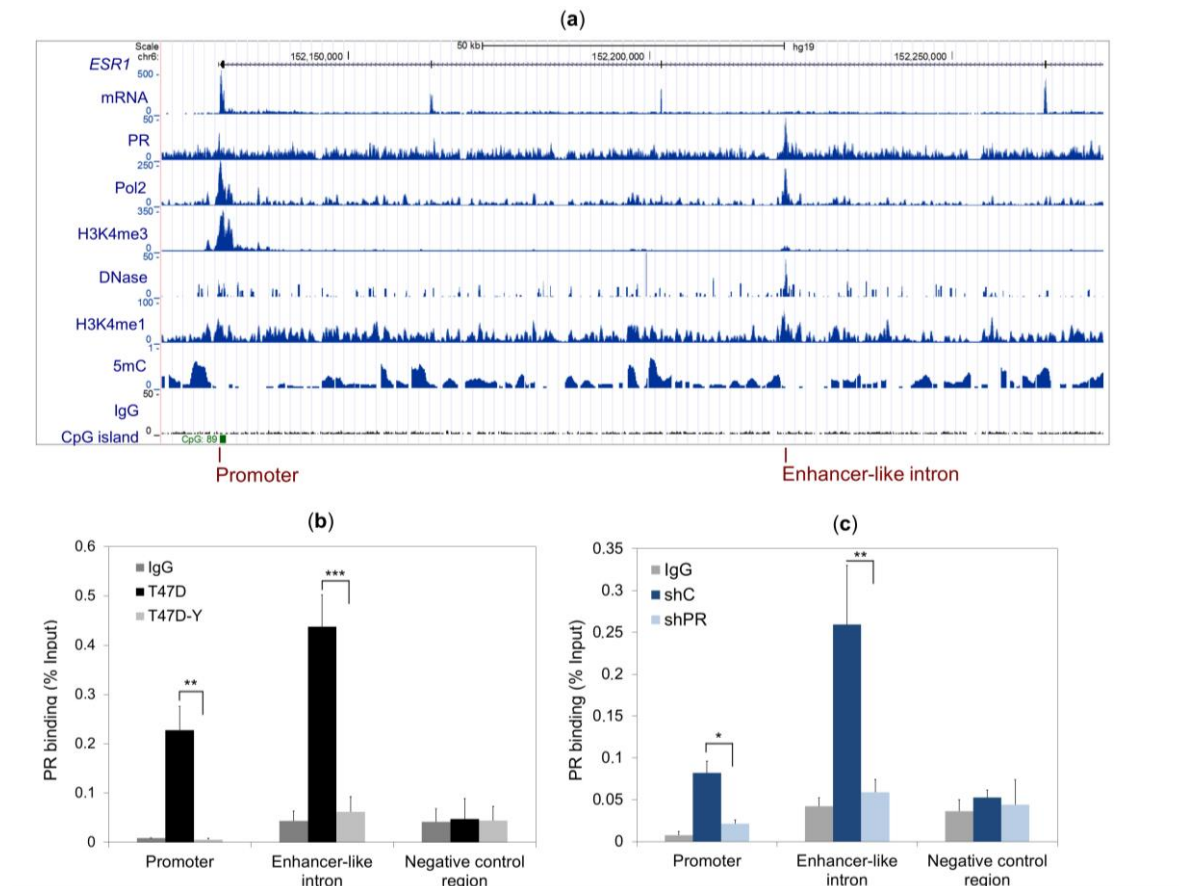 (a)
Scale 50 kb hg19
chr6: 152,150,000 152,200,000 152,250,000
ESR1
500
mRNA
0
50
PR
0
250
Pol2
0
350
H3K4me3
0
50
DNase
0
100
H3K4me1
0
1
5mC
0
50
IgG
0
CpG island CpG: 89
Promoter Enhancer-like intron
(b)
0.6
0.5
0.4
0.3
0.2
0.1
0
PR binding (% Input)
IgG
T47D
T47D-Y
**
***
Promoter Enhancer-like Negative control
intron region
(c)
0.35
0.3
0.25
0.2
0.15
0.1
0.05
0
PR binding (% Input)
IgG
shC
shPR
*
**
Promoter Enhancer-like Negative control
intron region